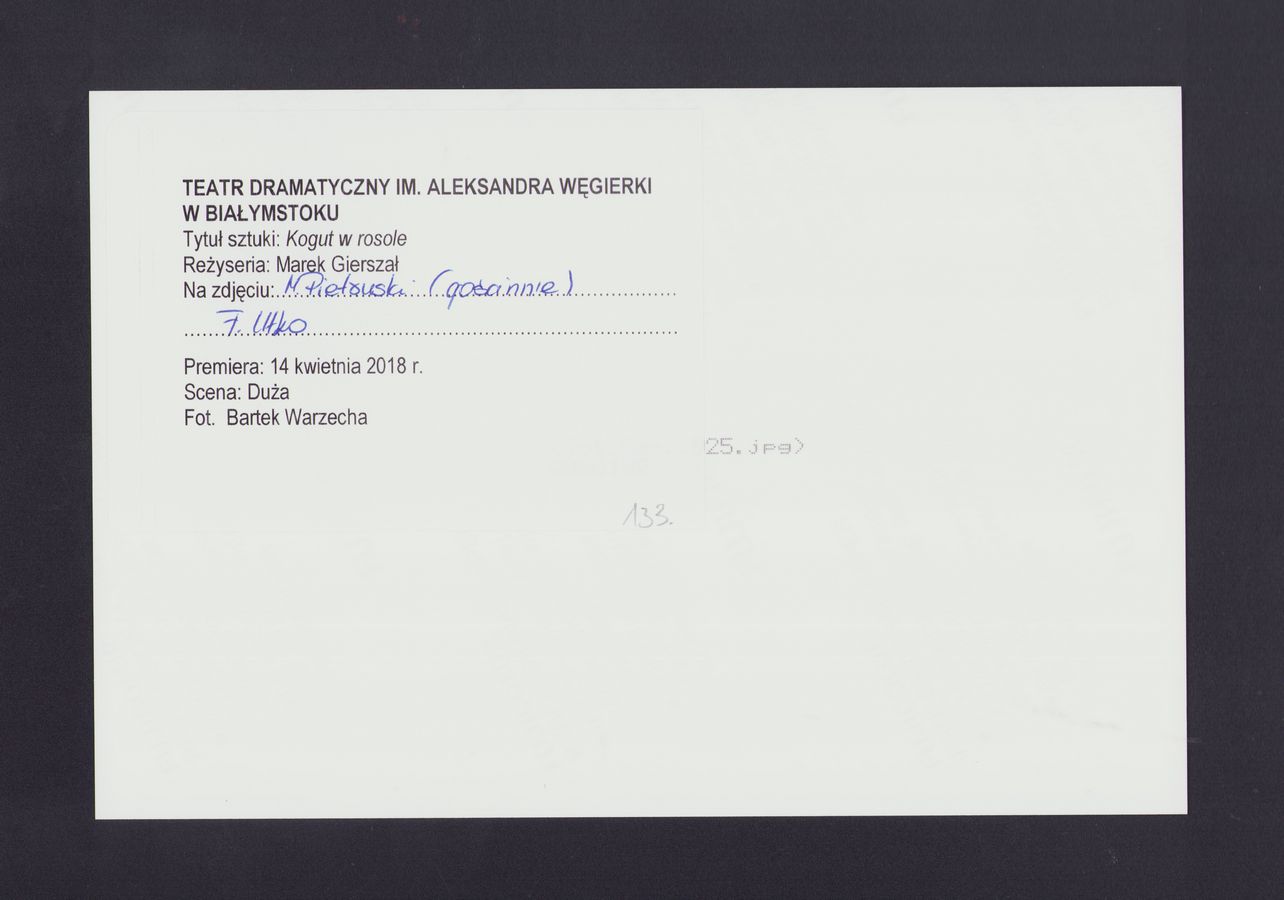 TEATR DRAMATYCZNY IM. ALEKSANDRA WĘGIERKI
W BIAŁYMSTOKU
Tytuł sztuki: Kogut w rosole
Reżyseria: Marek Gierszał
Na zdjęciu: M Pietruski (gościnnie)
F. Utko
Premiera: 14 kwietnia 2018 r.
Scena: Duża
Fot. Bartek Warzecha
25.jpg)
133.